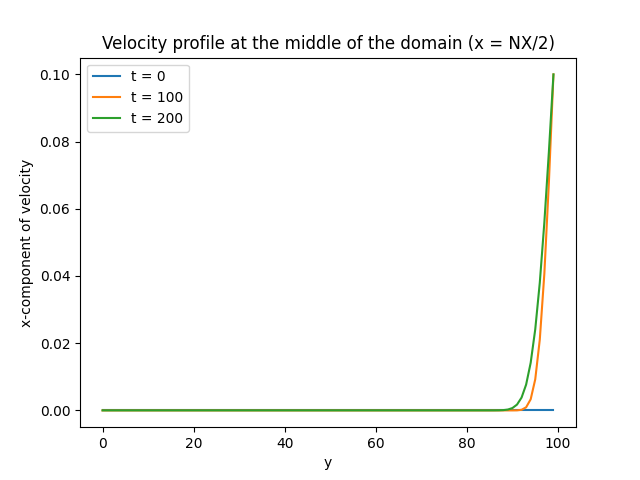 Velocity profile at the middle of the domain (x = NX/2)
t = 0
t = 100
t = 200
x-component of velocity
0.10
0.08
0.06
0.04
0.02
0.00
0 20 40 60 80 100
y